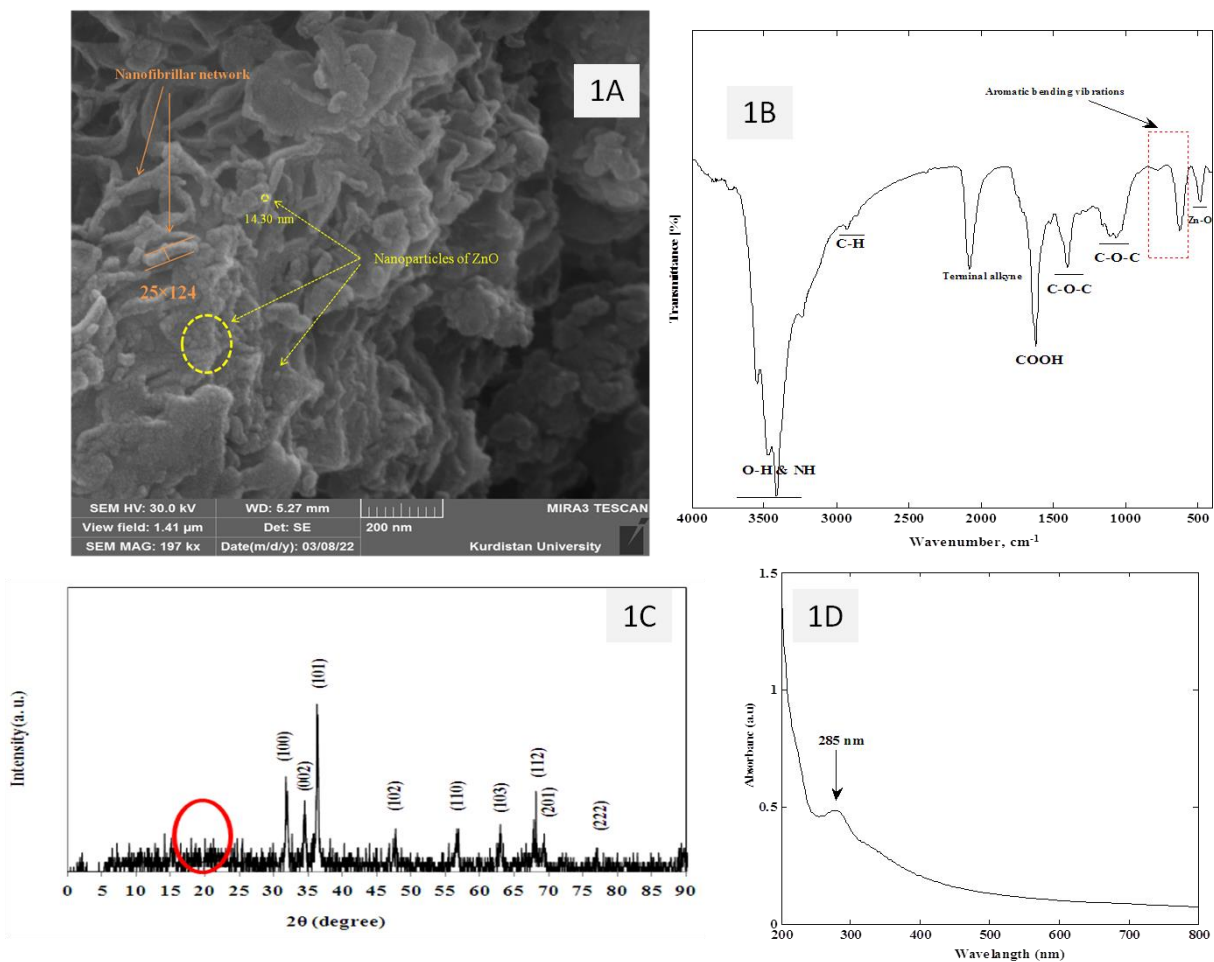 1A
Nanofibrillar network
14.30 nm
Nanoparticles of ZnO
25×124
SEM HV: 30.0 kV WD: 5.27 mm MIRA3 TESCAN
View field: 1.41 µm Det: SE 200 nm
SEM MAG: 197 kx Date(m/d/y): 03/08/22 Kurdistan University
1B
Aromatic bending vibrations
Transmittance [%]
C-H
Terminal alkyne
Zn-O
C-O-C
C-O-C
COOH
O-H & NH
4000 3500 3000 2500 2000 1500 1000 500
Wavenumber, cm-1
1C
Intensity(a. u.)
(100)
(002)
(101)
(102)
(110)
(103)
(112)
(201)
(222)
0 5 10 15 20 25 30 35 40 45 50 55 60 65 70 75 80 85 90
2θ (degree)
1D
1.5
1
0.5
0
Absorbanc (a.u)
285 nm
200 300 400 500 600 700 800
Wavelangth (nm)